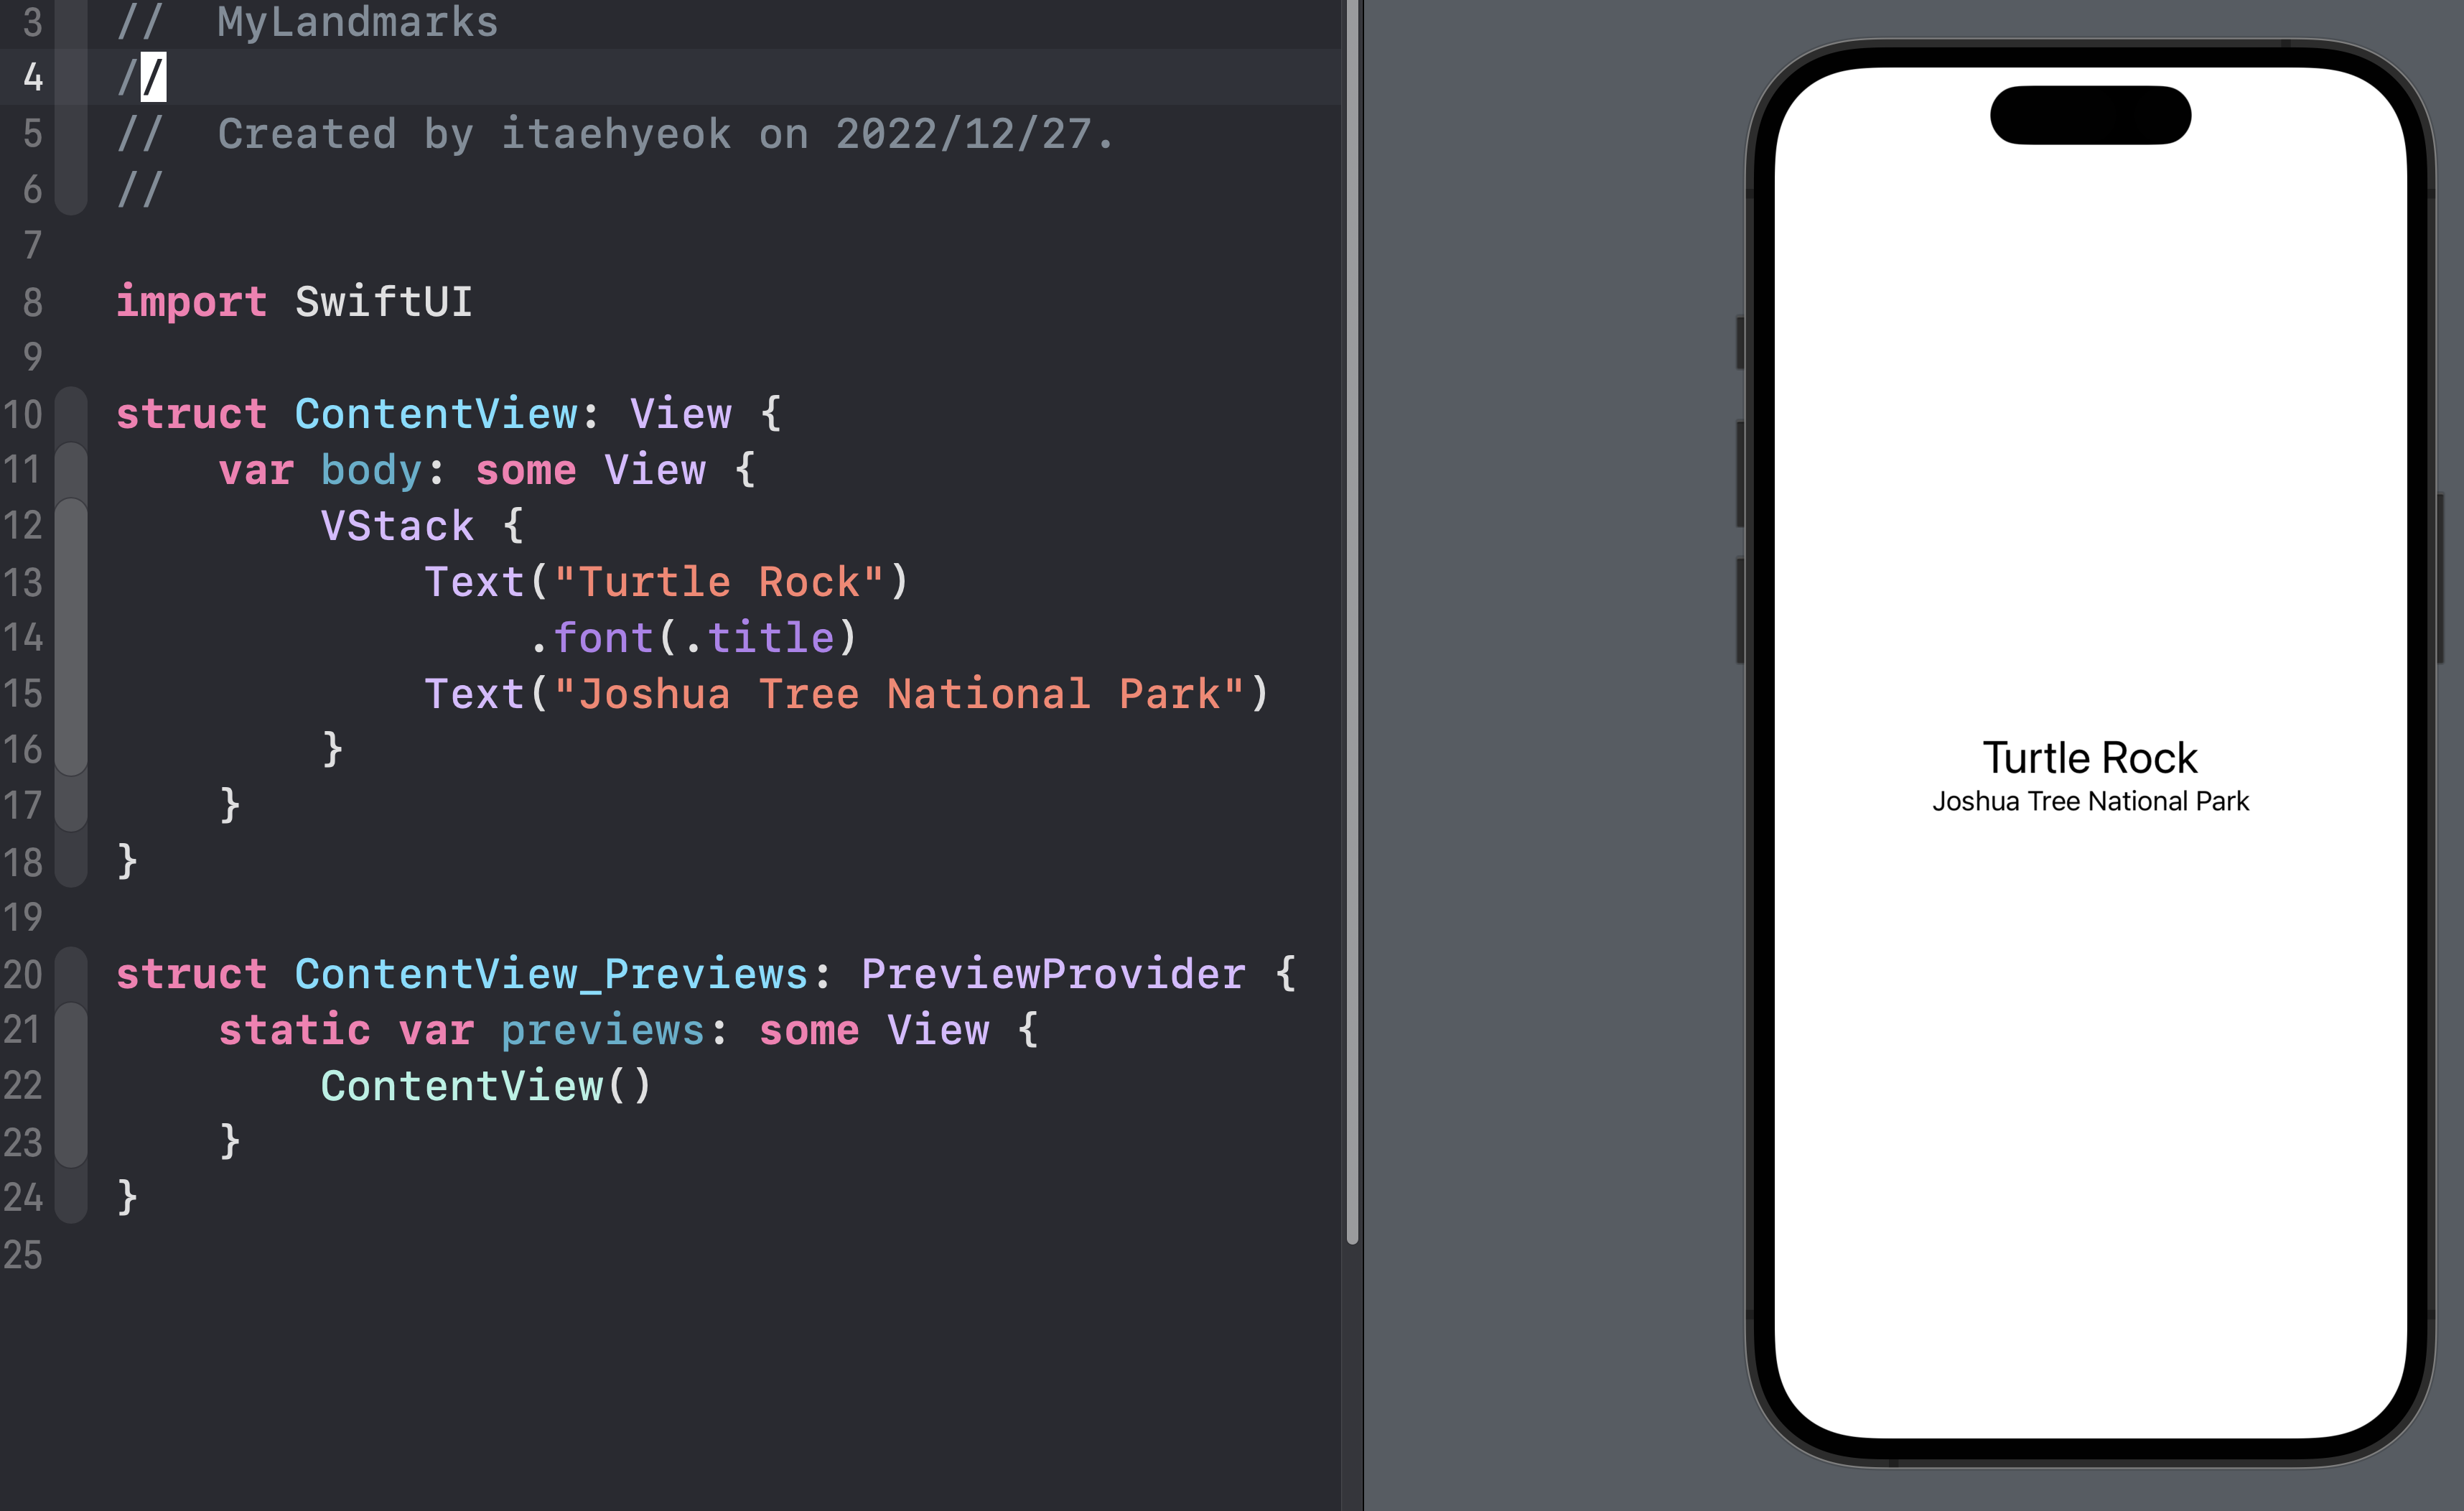 3 //  MyLandmarks
4 //
5 //  Created by itaehyeok on 2022/12/27.
6 //
7
8 import SwiftUI
9
10 struct ContentView: View {
11     var body: some View {
12         VStack {
13             Text("Turtle Rock")
14                 .font(.title)
15             Text("Joshua Tree National Park")
16         }
17     }
18 }
19
20 struct ContentView_Previews: PreviewProvider {
21     static var previews: some View {
22         ContentView()
23     }
24 }
25
Turtle Rock
Joshua Tree National Park